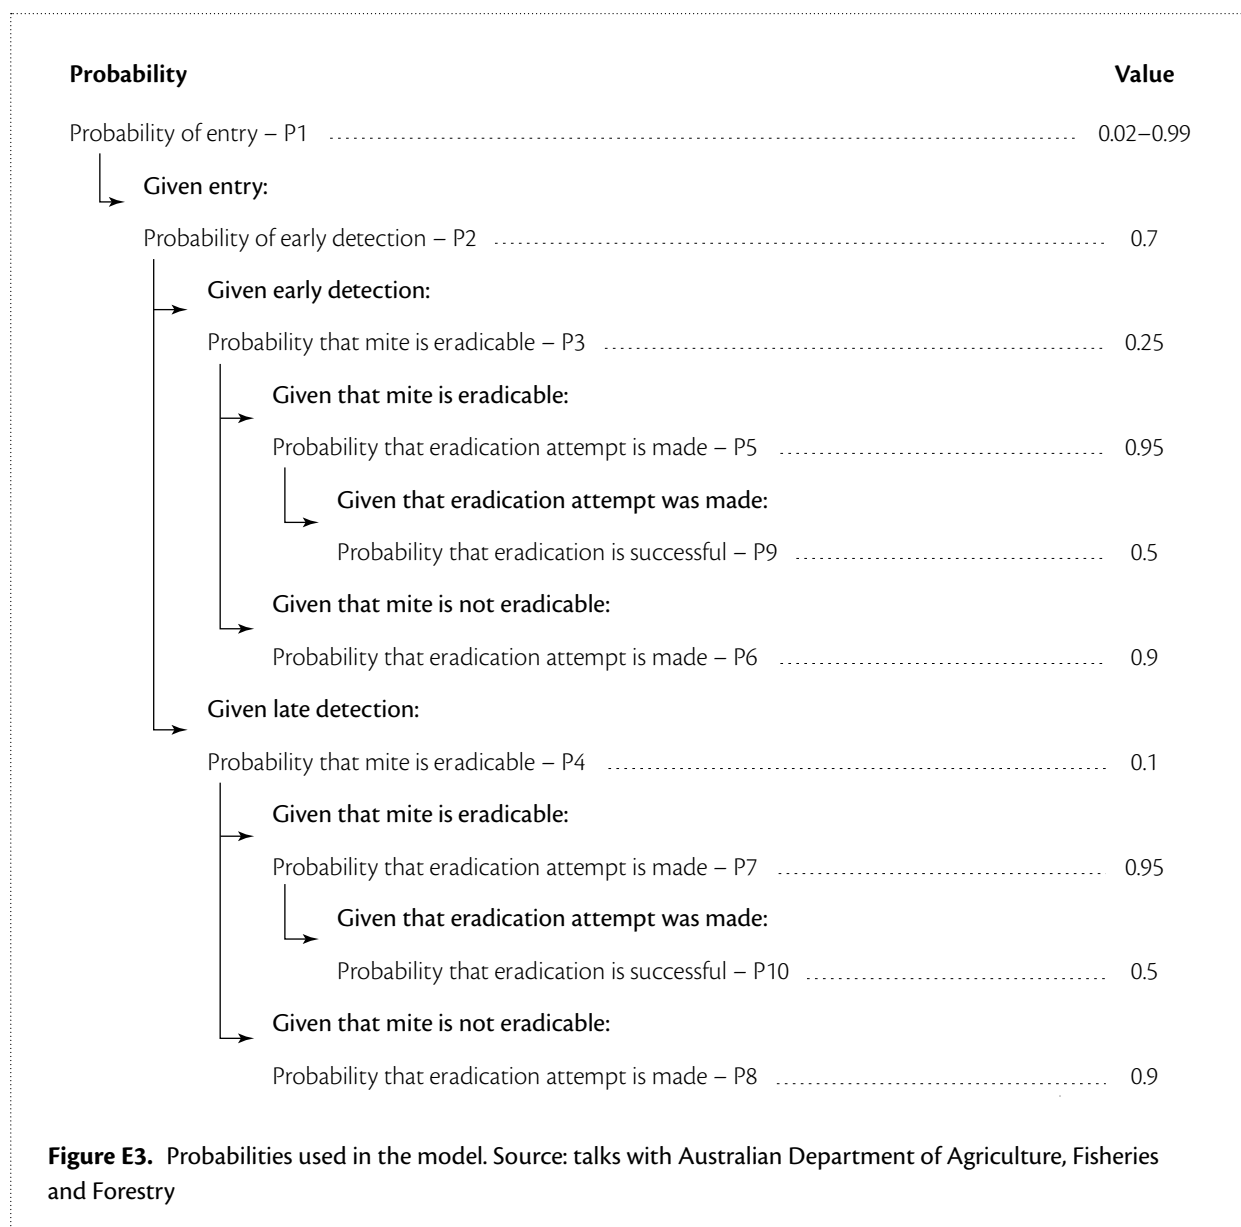 Probability Value
Probability of entry – P1 0.02–0.99
Given entry:
Probability of early detection – P2 0.7
Given early detection:
Probability that mite is eradicable – P3 0.25
Given that mite is eradicable:
Probability that eradication attempt is made – P5 0.95
Given that eradication attempt was made:
Probability that eradication is successful – P9 0.5
Given that mite is not eradicable:
Probability that eradication attempt is made – P6 0.9
Given late detection:
Probability that mite is eradicable – P4 0.1
Given that mite is eradicable:
Probability that eradication attempt is made – P7 0.95
Given that eradication attempt was made:
Probability that eradication is successful – P10 0.5
Given that mite is not eradicable:
Probability that eradication attempt is made – P8 0.9
Figure E3. Probabilities used in the model. Source: talks with Australian Department of Agriculture, Fisheries
and Forestry